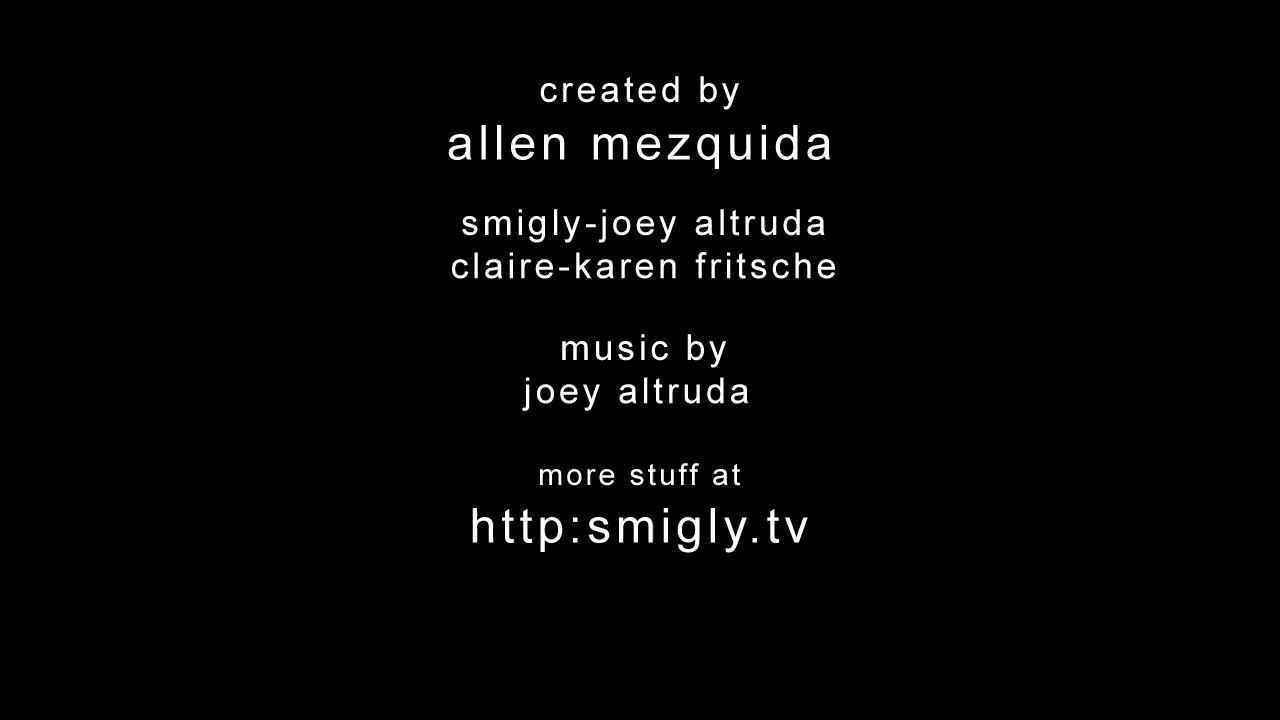 created by
allen mezquida
smigly-joey altruda
claire-karen fritsche
music by
joey altruda
more stuff at
http:smigly.tv